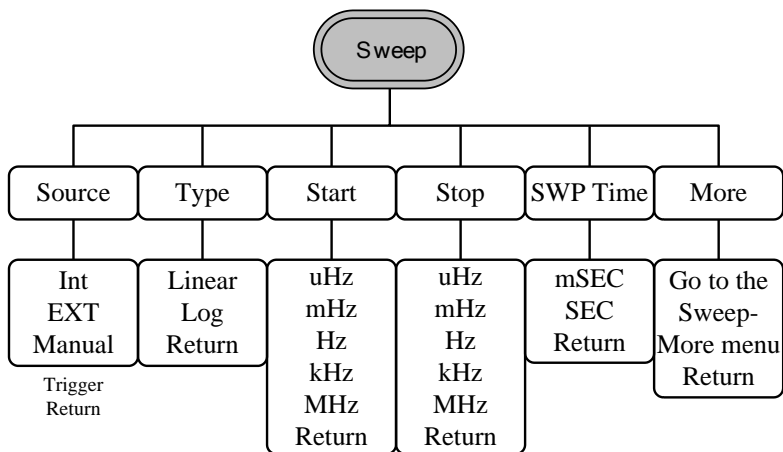 Sweep
Source
Type
Start
Stop
SWP Time
More
Int
EXT
Manual
Trigger
Return
Linear
Log
Return
uHz
mHz
Hz
kHz
MHz
Return
uHz
mHz
Hz
kHz
MHz
Return
mSEC
SEC
Return
Go to the
Sweep-
More menu
Return